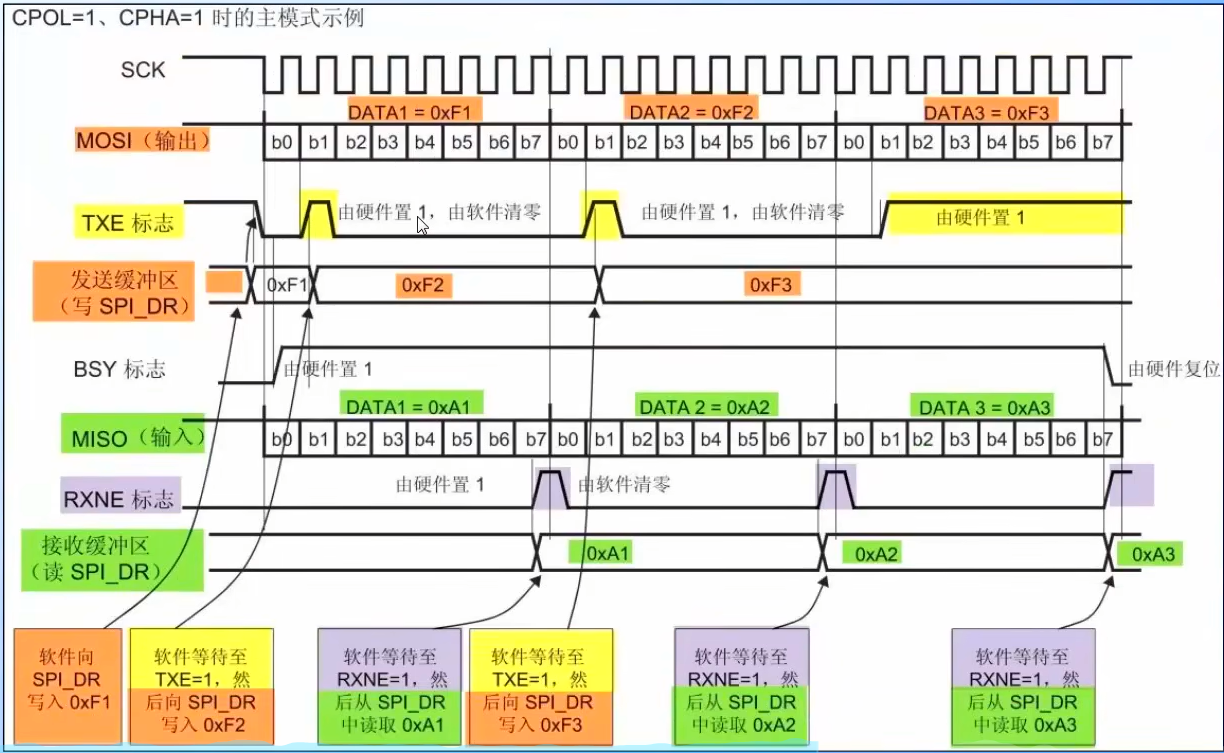 CPOL=1、CPHA=1 时的主模式示例
SCK
DATA1 = 0xF1
DATA2 = 0xF2
DATA3 = 0xF3
MOSI（输出）
b0 b1 b2 b3 b4 b5 b6 b7 b0 b1 b2 b3 b4 b5 b6 b7 b0 b1 b2 b3 b4 b5 b6 b7
TXE 标志
由硬件置 1，由软件清零
由硬件置 1，由软件清零
由硬件置 1
发送缓冲区
（写 SPI_DR）
0xF1
0xF2
0xF3
BSY 标志
由硬件置 1
由硬件复位
DATA1 = 0xA1
DATA 2 = 0xA2
DATA 3 = 0xA3
MISO（输入）
b0 b1 b2 b3 b4 b5 b6 b7 b0 b1 b2 b3 b4 b5 b6 b7 b0 b1 b2 b3 b4 b5 b6 b7
RXNE 标志
由硬件置 1
由软件清零
接收缓冲区
（读 SPI_DR）
0xA1
0xA2
0xA3
软件向
SPI_DR
写入 0xF1
软件等待至
TXE=1，然
后向 SPI_DR
写入 0xF2
软件等待至
RXNE=1，然
后从 SPI_DR
中读取 0xA1
软件等待至
TXE=1，然
后向 SPI_DR
写入 0xF3
软件等待至
RXNE=1，然
后从 SPI_DR
中读取 0xA2
软件等待至
RXNE=1，然
后从 SPI_DR
中读取 0xA3